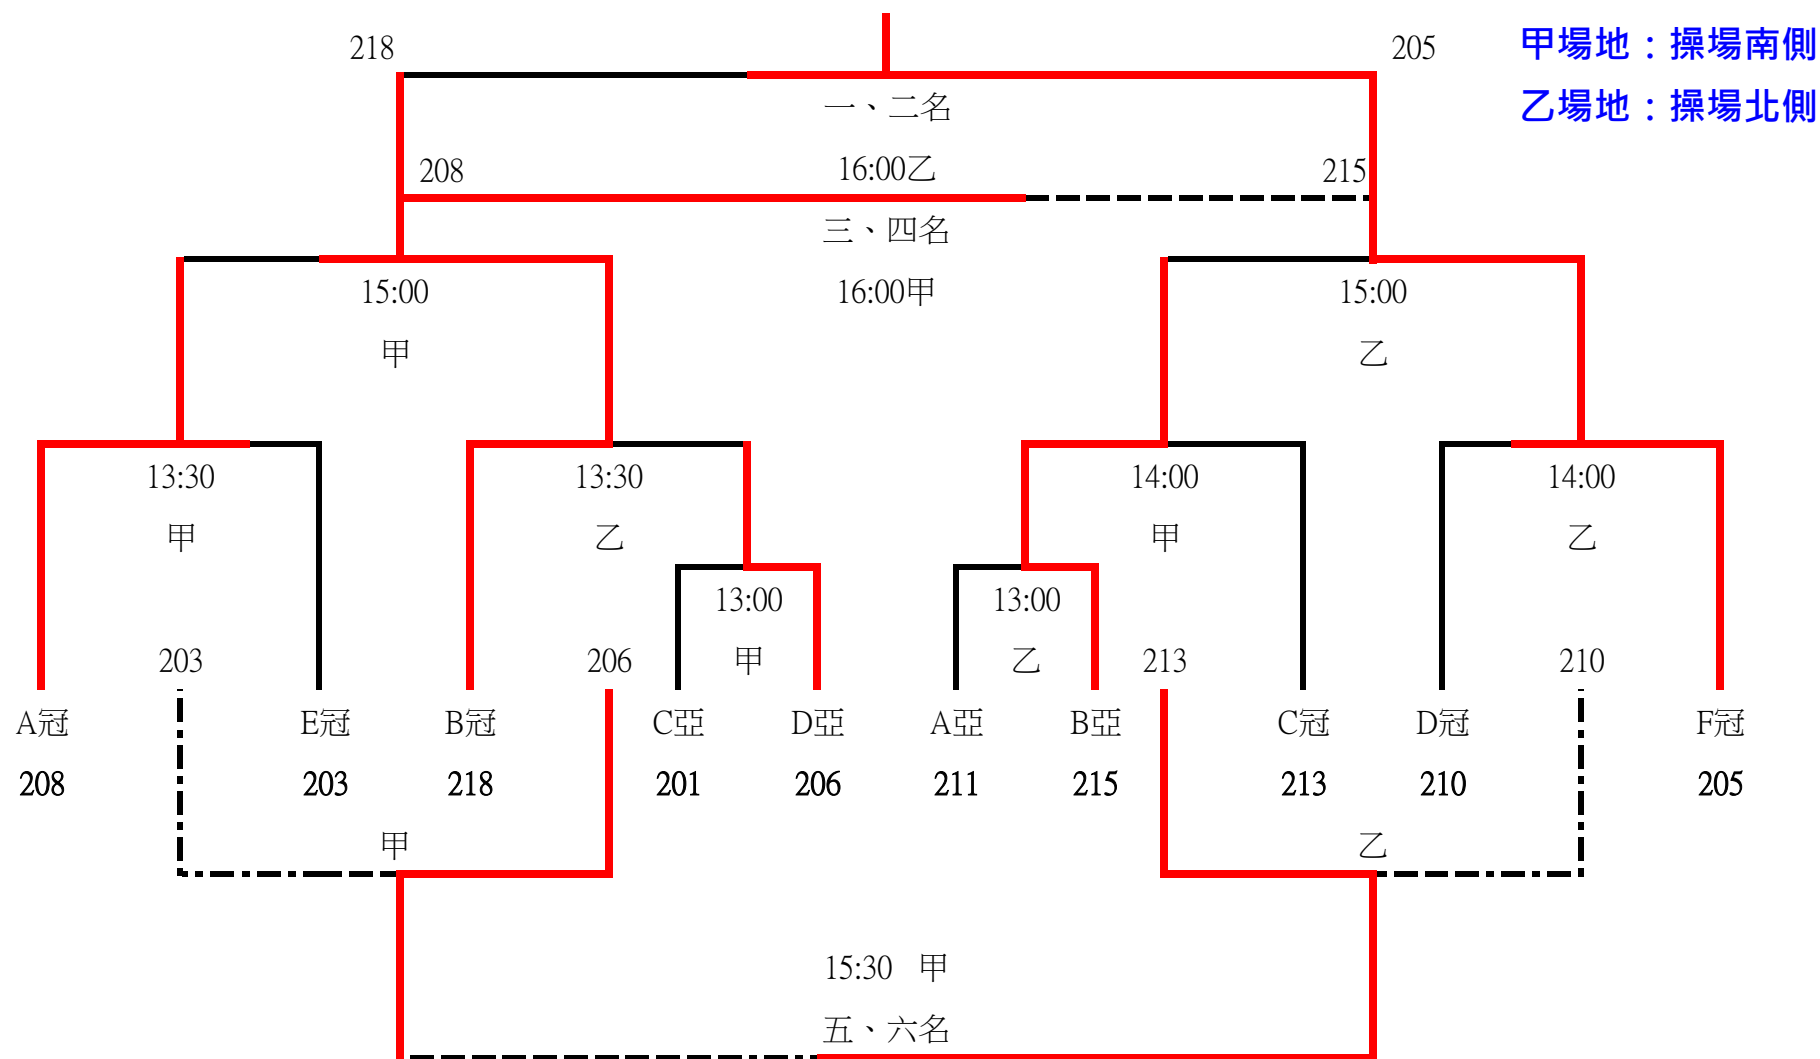 218
205
甲場地：操場南側
一、二名
乙場地：操場北側
208
16:00乙
215
三、四名
15:00
16:00甲
15:00
甲
乙
13:30
13:30
14:00
14:00
甲
乙
甲
乙
13:00
13:00
203
206
甲
乙
213
210
A冠
E冠
B冠
C亞
D亞
A亞
B亞
C冠
D冠
F冠
208
203
218
201
206
211
215
213
210
205
甲
乙
15:30 甲
五、六名